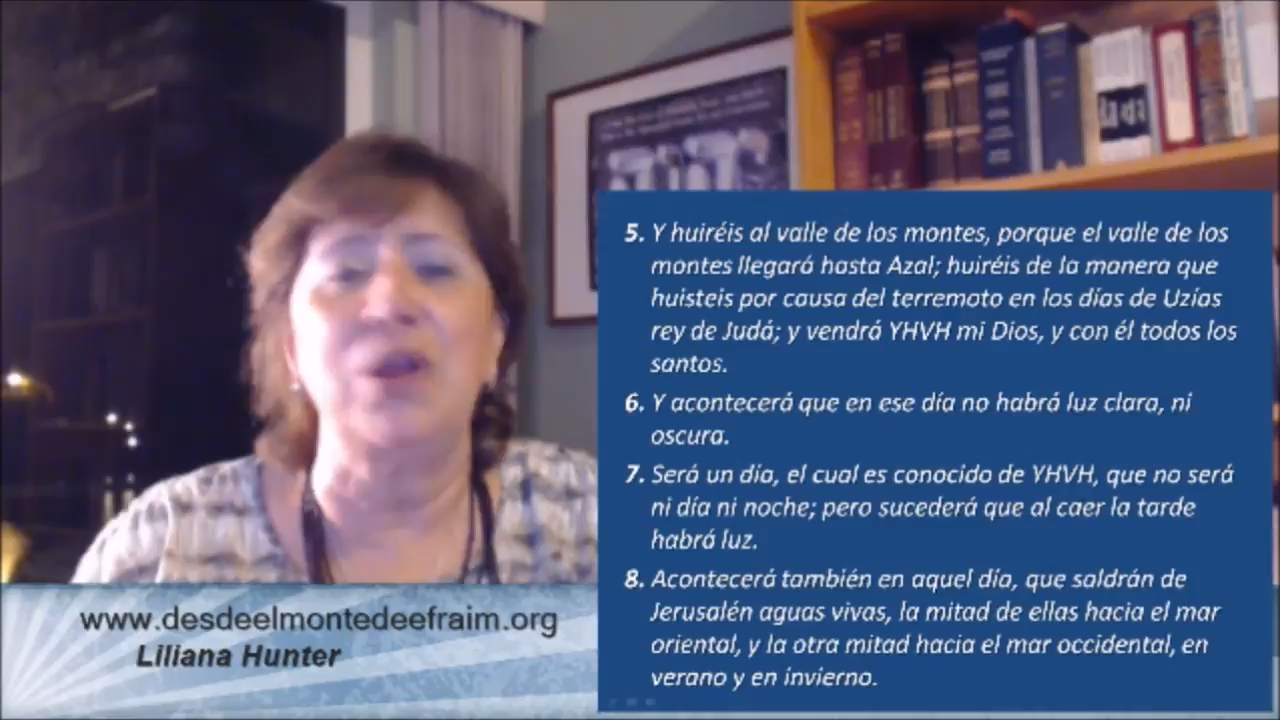 5. Y huiréis al valle de los montes, porque el valle de los
montes llegará hasta Azal; huiréis de la manera que
huisteis por causa del terremoto en los días de Uzías
rey de Judá; y vendrá YHVH mi Dios, y con él todos los
santos.
6. Y acontecerá que en ese día no habrá luz clara, ni
oscura.
7. Será un día, el cual es conocido de YHVH, que no será
ni día ni noche; pero sucederá que al caer la tarde
habrá luz.
8. Acontecerá también en aquel día, que saldrán de
Jerusalén aguas vivas, la mitad de ellas hacia el mar
oriental, y la otra mitad hacia el mar occidental, en
verano y en invierno.
www.desdeelmontedeefraim.org
Liliana Hunter